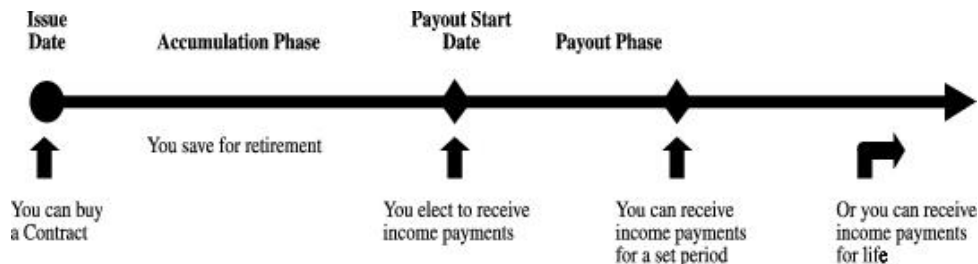 Issue
Date
Accumulation Phase
Payout Start
Date
Payout Phase
You save for retirement
You can buy
a Contract
You elect to receive
income payments
You can receive
income payments
for a set period
Or you can receive
income payments
for life